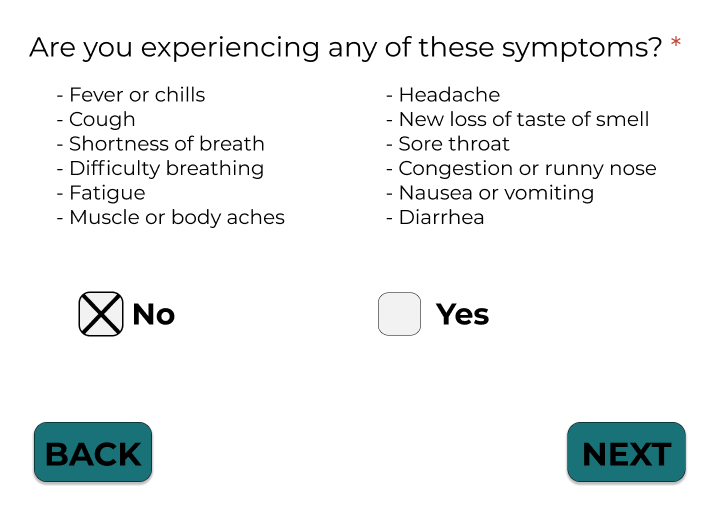 Are you experiencing any of these symptoms? *
- Fever or chills
- Cough
- Shortness of breath
- Difficulty breathing
- Fatigue
- Muscle or body aches
- Headache
- New loss of taste of smell
- Sore throat
- Congestion or runny nose
- Nausea or vomiting
- Diarrhea
No
Yes
BACK
NEXT